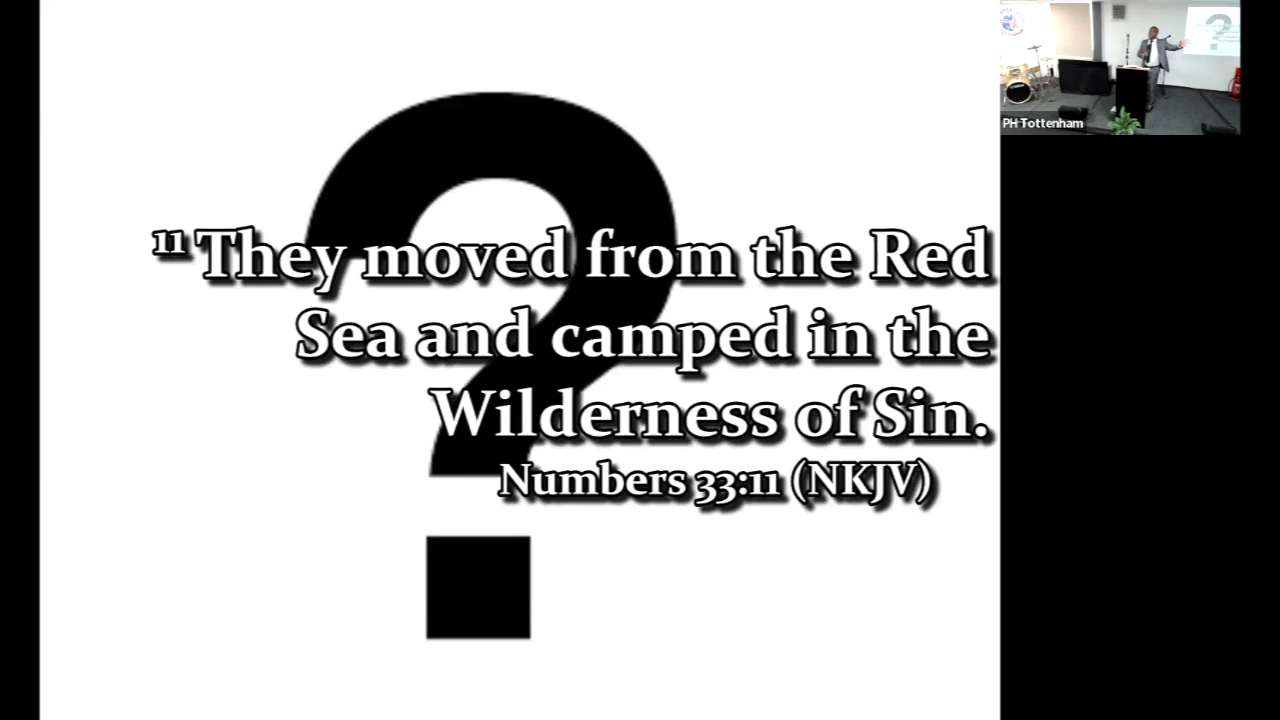 ¹¹ They moved from the Red
Sea and camped in the
Wilderness of Sin.
Numbers 33:11 (NKJV)
PH Tottenham